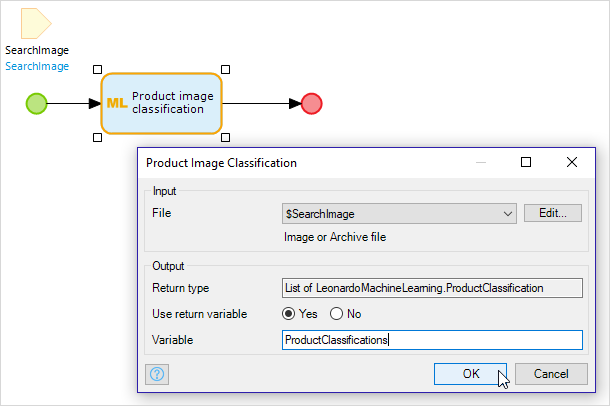 SearchImage
SearchImage
ML Product image
classification
Product Image Classification
Input
File
$SearchImage
Edit...
Image or Archive file
Output
Return type
List of LeonardoMachineLearning.ProductClassification
Use return variable
Yes
No
Variable
ProductClassifications
?
OK
Cancel